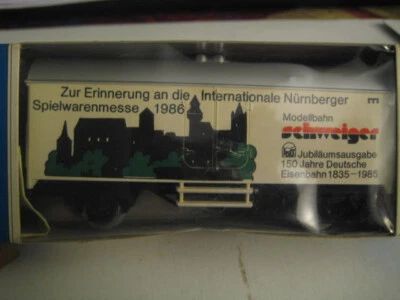 Zur Erinnerung an die Internationale Nürnberger
Spielwarenmesse 1986
Modellbahn
schweiger
Jubiläumsausgabe
150 Jahre Deutsche
Eisenbahn 1835-1985